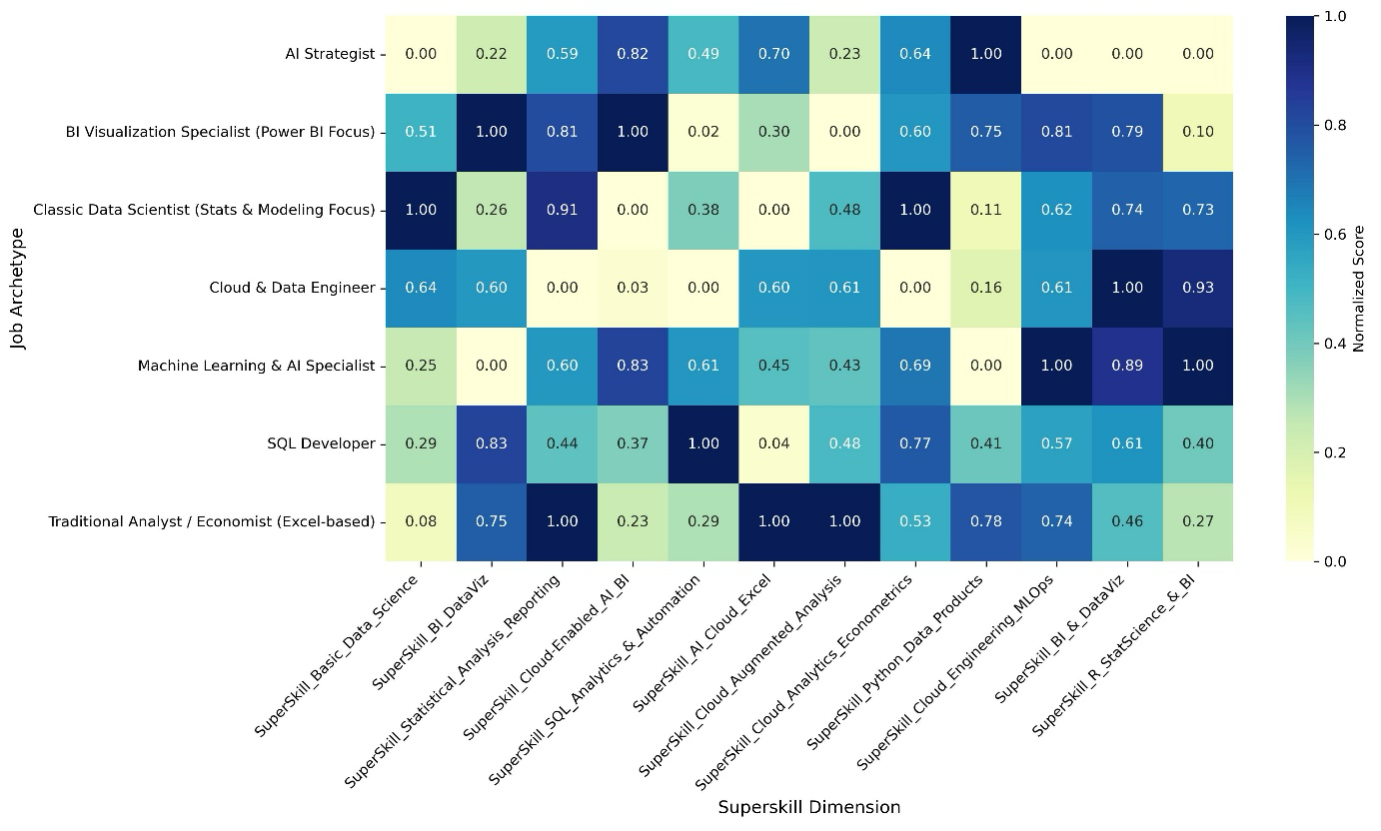 AI Strategist 0.00 0.22 0.59 0.82 0.49 0.70 0.23 0.64 1.00 0.00 0.00 0.00
BI Visualization Specialist (Power BI Focus) 0.51 1.00 0.81 1.00 0.02 0.30 0.00 0.60 0.75 0.81 0.79 0.10
Classic Data Scientist (Stats & Modeling Focus) 1.00 0.26 0.91 0.00 0.38 0.00 0.48 1.00 0.11 0.62 0.74 0.73
Cloud & Data Engineer 0.64 0.60 0.00 0.03 0.00 0.60 0.61 0.00 0.16 0.61 1.00 0.93
Machine Learning & AI Specialist 0.25 0.00 0.60 0.83 0.61 0.45 0.43 0.69 0.00 1.00 0.89 1.00
SQL Developer 0.29 0.83 0.44 0.37 1.00 0.04 0.48 0.77 0.41 0.57 0.61 0.40
Traditional Analyst / Economist (Excel-based) 0.08 0.75 1.00 0.23 0.29 1.00 1.00 0.53 0.78 0.74 0.46 0.27
Job Archetype
SuperSkill_Basic_Data_Science
SuperSkill_BI_DataViz
SuperSkill_Statistical_Analysis_Reporting
SuperSkill_Cloud-Enabled_AI_BI
SuperSkill_SQL_Analytics_&_Automation
SuperSkill_AI_Cloud_Excel
SuperSkill_Cloud_Augmented_Analysis
SuperSkill_Cloud_Analytics_Econometrics
SuperSkill_Python_Data_Products
SuperSkill_Cloud_Engineering_MLOps
SuperSkill_BI_&_DataViz
SuperSkill_R_StatScience_&_BI
Superskill Dimension
1.0
0.8
0.6
0.4
0.2
0.0
Normalized Score